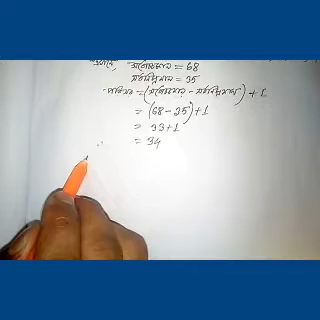 এখানে, সর্বোচ্চমান = 68
সর্বনিম্নমান = 35
পরিসর = (সর্বোচ্চমান - সর্বনিম্নমান) + 1
= (68 - 35) + 1
= 33 + 1
= 34